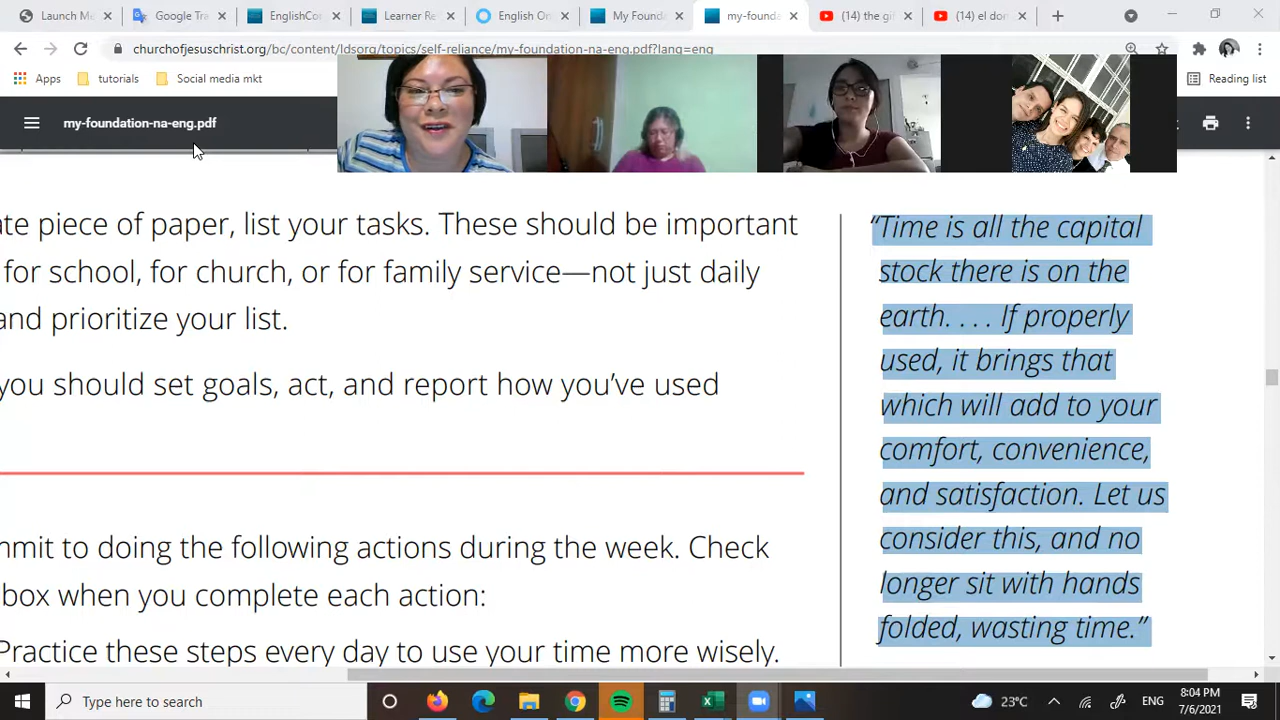 Launch M
Google Tra
EnglishCo
Learner Re
English On
My Founda
my-founda
(14) the gi
(14) el don
churchofjesuschrist.org/bc/content/ldsorg/topics/self-reliance/my-foundation-na-eng.pdf?lang=eng
Apps
tutorials
Social media mkt
Reading list
my-foundation-na-eng.pdf
ate piece of paper, list your tasks. These should be important
for school, for church, or for family service—not just daily
and prioritize your list.
you should set goals, act, and report how you’ve used
mmit to doing the following actions during the week. Check
box when you complete each action:
Practice these steps every day to use your time more wisely.
“Time is all the capital
stock there is on the
earth. . . . If properly
used, it brings that
which will add to your
comfort, convenience,
and satisfaction. Let us
consider this, and no
longer sit with hands
folded, wasting time.”
Type here to search
23°C
ENG
8:04 PM
7/6/2021